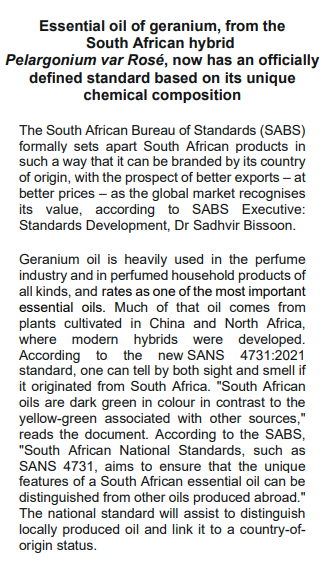 Essential oil of geranium, from the
South African hybrid
Pelargonium var Rosé, now has an officially
defined standard based on its unique
chemical composition
The South African Bureau of Standards (SABS)
formally sets apart South African products in
such a way that it can be branded by its country
of origin, with the prospect of better exports – at
better prices – as the global market recognises
its value, according to SABS Executive:
Standards Development, Dr Sadhvir Bissoon.
Geranium oil is heavily used in the perfume
industry and in perfumed household products of
all kinds, and rates as one of the most important
essential oils. Much of that oil comes from
plants cultivated in China and North Africa,
where modern hybrids were developed.
According to the new SANS 4731:2021
standard, one can tell by both sight and smell if
it originated from South Africa. "South African
oils are dark green in colour in contrast to the
yellow-green associated with other sources,"
reads the document. According to the SABS,
"South African National Standards, such as
SANS 4731, aims to ensure that the unique
features of a South African essential oil can be
distinguished from other oils produced abroad."
The national standard will assist to distinguish
locally produced oil and link it to a country-of-
origin status.